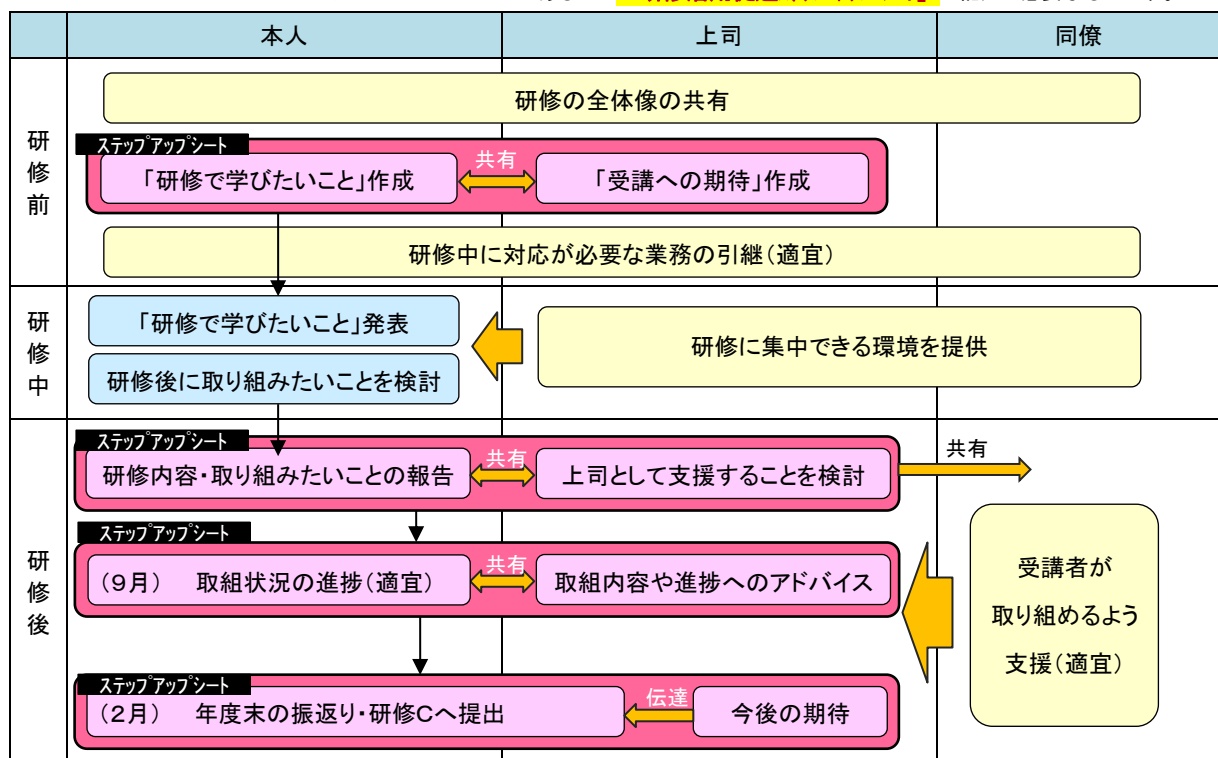 本人 上司 同僚
研修前
研修の全体像の共有
ステップアップシート
「研修で学びたいこと」作成 共有 「受講への期待」作成
研修中に対応が必要な業務の引継(適宜)
研修中
「研修で学びたいこと」発表
研修に集中できる環境を提供
研修後に取り組みたいことを検討
研修後
ステップアップシート
研修内容・取り組みたいことの報告 共有 上司として支援することを検討 共有
ステップアップシート
(9月) 取組状況の進捗(適宜) 共有 取組内容や進捗へのアドバイス
受講者が
取り組めるよう
支援(適宜)
ステップアップシート
(2月) 年度末の振返り・研修Cへ提出 伝達 今後の期待